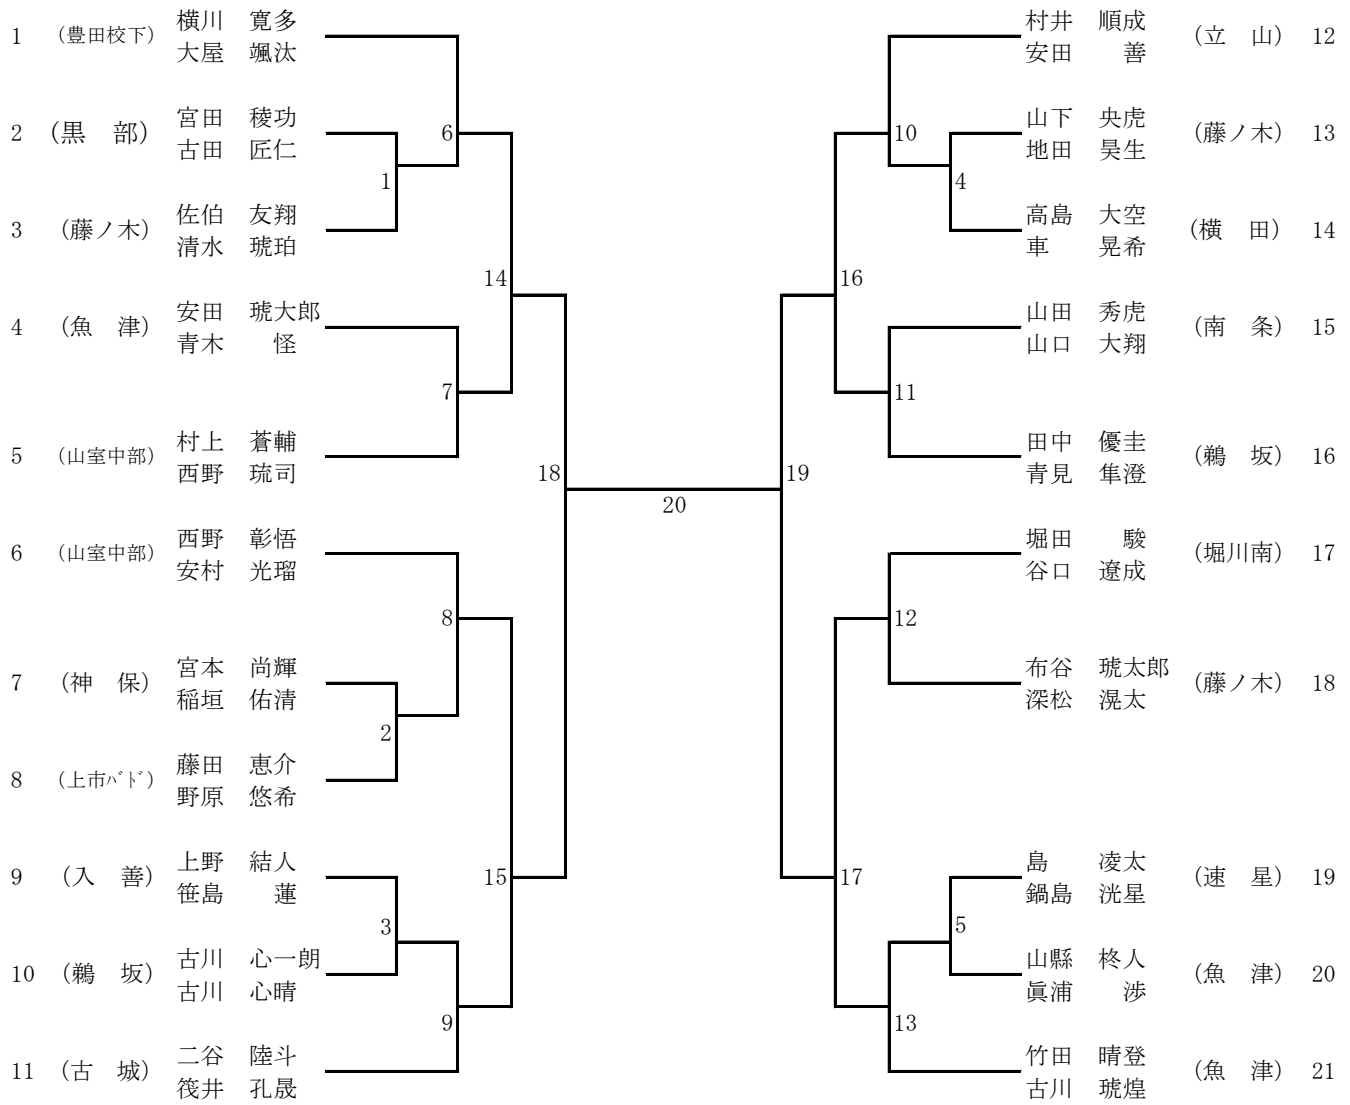 1 (豊田校下) 横川 寛多
大屋 颯汰
2 (黒 部) 宮田 稜功
古田 匠仁
3 (藤ノ木) 佐伯 友翔
清水 琥珀
4 (魚 津) 安田 琥大郎
青木 怪
5 (山室中部) 村上 蒼輔
西野 琉司
6 (山室中部) 西野 彰悟
安村 光瑠
7 (神 保) 宮本 尚輝
稲垣 佑清
8 (上市ﾊﾞﾄﾞ) 藤田 恵介
野原 悠希
9 (入 善) 上野 結人
笹島 蓮
10 (鵜 坂) 古川 心一朗
古川 心晴
11 (古 城) 二谷 陸斗
筏井 孔晟
6
1
14
7
18
8
2
15
3
9
20
10
4
16
11
19
12
17
5
13
村井 順成 (立 山) 12
安田 善
山下 央虎 (藤ノ木) 13
地田 昊生
高島 大空 (横 田) 14
車 晃希
山田 秀虎 (南 条) 15
山口 大翔
田中 優圭 (鵜 坂) 16
青見 隼澄
堀田 駿 (堀川南) 17
谷口 遼成
布谷 琥太郎 (藤ノ木) 18
深松 滉太
島 凌太 (速 星) 19
鍋島 洸星
山縣 柊人 (魚 津) 20
眞浦 渉
竹田 晴登 (魚 津) 21
古川 琥煌